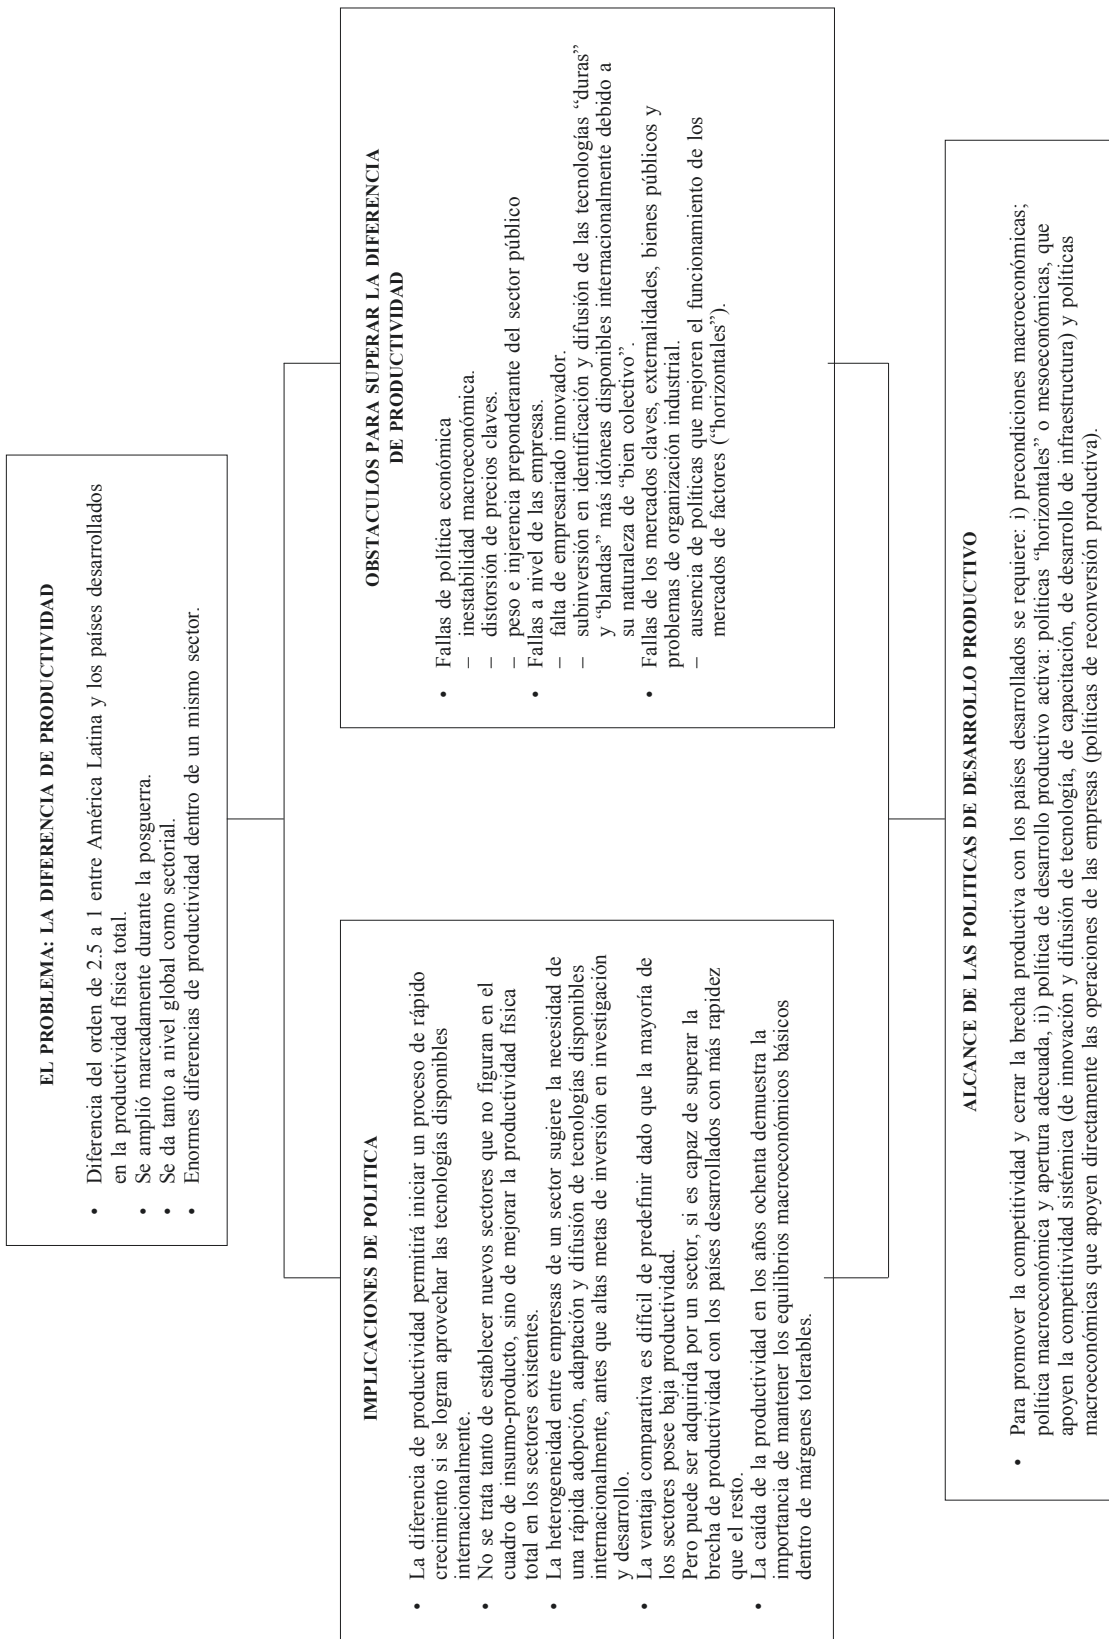 EL PROBLEMA: LA DIFERENCIA DE PRODUCTIVIDAD
• Diferencia del orden de 2.5 a 1 entre América Latina y los países desarrollados
en la productividad física total.
• Se amplió marcadamente durante la posguerra.
• Se da tanto a nivel global como sectorial.
• Enormes diferencias de productividad dentro de un mismo sector.
IMPLICACIONES DE POLITICA
• La diferencia de productividad permitirá iniciar un proceso de rápido
crecimiento si se logran aprovechar las tecnologías disponibles
internacionalmente.
• No se trata tanto de establecer nuevos sectores que no figuran en el
cuadro de insumo-producto, sino de mejorar la productividad física
total en los sectores existentes.
• La heterogeneidad entre empresas de un sector sugiere la necesidad de
una rápida adopción, adaptación y difusión de tecnologías disponibles
internacionalmente, antes que altas metas de inversión en investigación
y desarrollo.
• La ventaja comparativa es difícil de predefinir dado que la mayoría de
los sectores posee baja productividad.
Pero puede ser adquirida por un sector, si es capaz de superar la
brecha de productividad con los países desarrollados con más rapidez
que el resto.
• La caída de la productividad en los años ochenta demuestra la
importancia de mantener los equilibrios macroeconómicos básicos
dentro de márgenes tolerables.
OBSTACULOS PARA SUPERAR LA DIFERENCIA
DE PRODUCTIVIDAD
• Fallas de política económica
– inestabilidad macroeconómica.
– distorsión de precios claves.
– peso e injerencia preponderante del sector público
• Fallas a nivel de las empresas.
– falta de empresariado innovador.
– subinversión en identificación y difusión de las tecnologías “duras”
y “blandas” más idóneas disponibles internacionalmente debido a
su naturaleza de “bien colectivo”.
• Fallas de los mercados claves, externalidades, bienes públicos y
problemas de organización industrial.
– ausencia de políticas que mejoren el funcionamiento de los
mercados de factores (“horizontales”).
ALCANCE DE LAS POLITICAS DE DESARROLLO PRODUCTIVO
• Para promover la competitividad y cerrar la brecha productiva con los países desarrollados se requiere: i) precondiciones macroeconómicas;
política macroeconómica y apertura adecuada, ii) política de desarrollo productivo activa: políticas “horizontales” o mesoeconómicas, que
apoyen la competitividad sistémica (de innovación y difusión de tecnología, de capacitación, de desarrollo de infraestructura) y políticas
macroeconómicas que apoyen directamente las operaciones de las empresas (políticas de reconversión productiva).